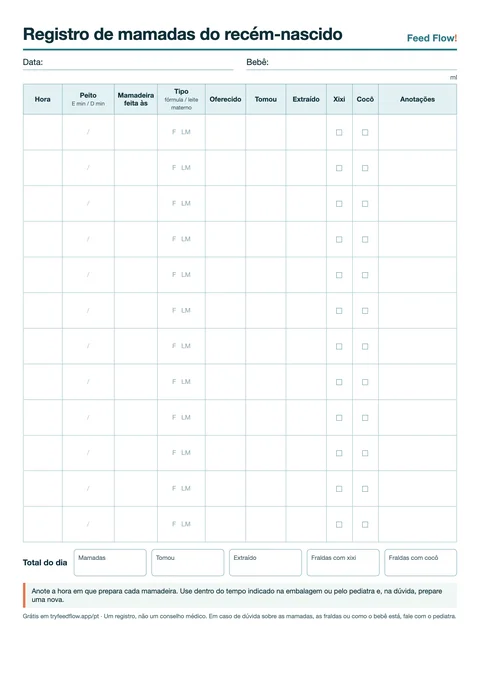 Registro de mamadas do recém-nascido
Feed Flow!
Data:
Bebê:
ml
Hora Peito E min / D min Mamadeira feita às Tipo fórmula / leite materno Oferecido Tomou Extraído Xixi Cocô Anotações
/ F LM ☐ ☐
/ F LM ☐ ☐
/ F LM ☐ ☐
/ F LM ☐ ☐
/ F LM ☐ ☐
/ F LM ☐ ☐
/ F LM ☐ ☐
/ F LM ☐ ☐
/ F LM ☐ ☐
/ F LM ☐ ☐
/ F LM ☐ ☐
/ F LM ☐ ☐
Total do dia Mamadas Tomou Extraído Fraldas com xixi Fraldas com cocô
Anote a hora em que prepara cada mamadeira. Use dentro do tempo indicado na embalagem ou pelo pediatra e, na dúvida, prepare
uma nova.
Grátis em tryfeedflow.app/pt · Um registro, não um conselho médico. Em caso de dúvida sobre as mamadas, as fraldas ou como o bebê está, fale com o pediatra.